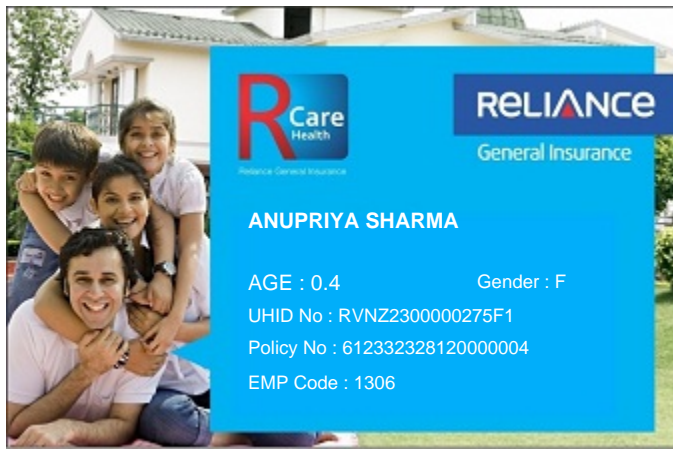 R Care
Health
Reliance General Insurance
RELIANCE
General Insurance
ANUPRIYA SHARMA
AGE : 0.4 Gender : F
UHID No : RVNZ2300000275F1
Policy No : 612332328120000004
EMP Code : 1306